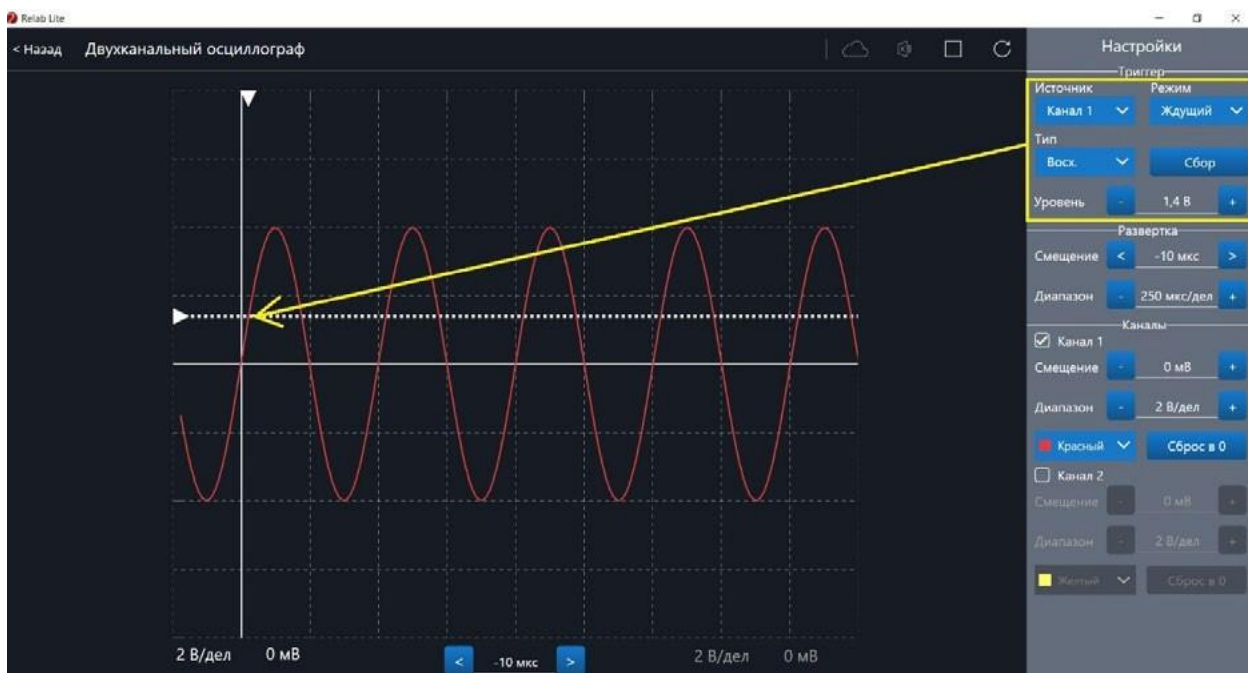 Relab Lite
< Назад Двухканальный осциллограф
Настройки
Триггер
Источник Режим
Канал 1 Ждущий
Тип
Восх. Сбор
Уровень - 1,4 В +
Развертка
Смещение < -10 мкс >
Диапазон - 250 мкс/дел +
Каналы
Канал 1
Смещение - 0 мВ +
Диапазон - 2 В/дел +
Красный Сброс в 0
Канал 2
Смещение - 0 мВ +
Диапазон - 2 В/дел +
Желтый Сброс в 0
2 В/дел 0 мВ < -10 мкс > 2 В/дел 0 мВ